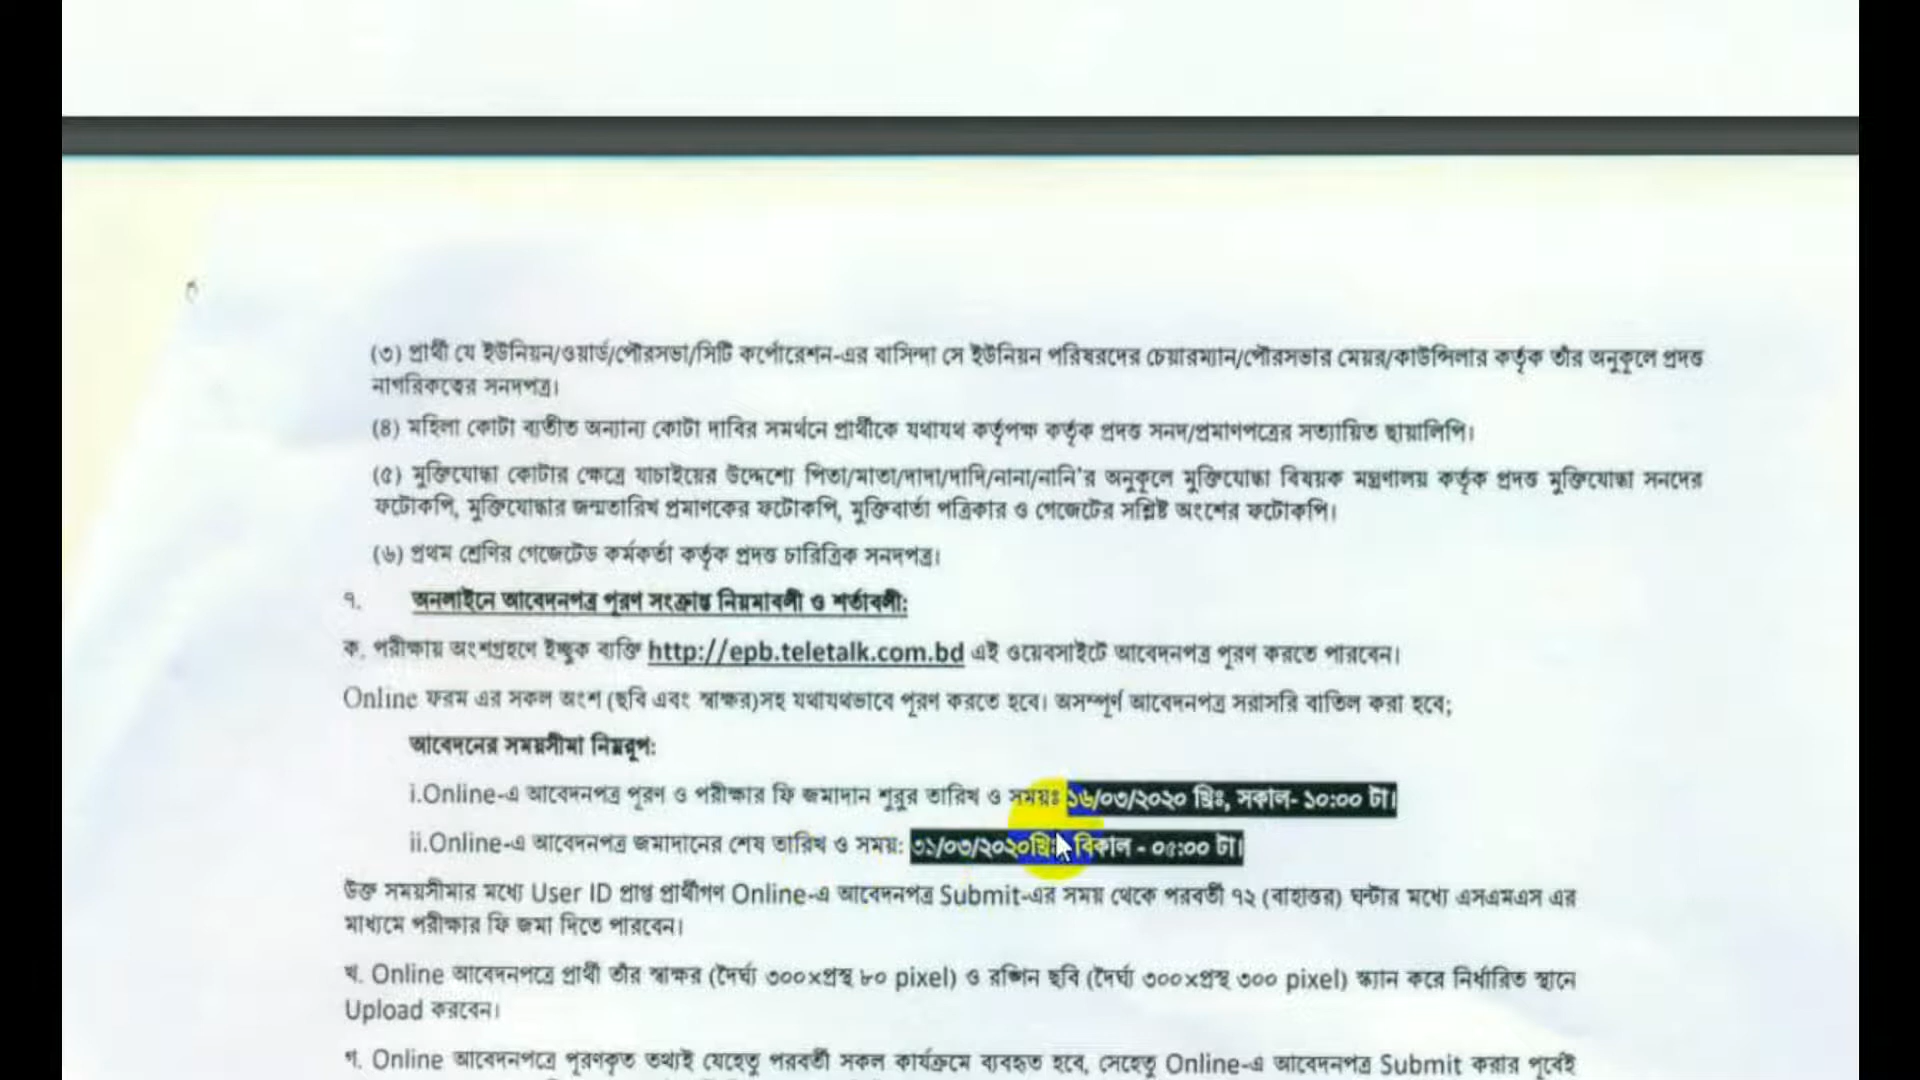 (৩) প্রার্থী যে ইউনিয়ন/ওয়ার্ড/পৌরসভা/সিটি কর্পোরেশন-এর বাসিন্দা সে ইউনিয়ন পরিষরদের চেয়ারম্যান/পৌরসভার মেয়র/কাউন্সিলার কর্তৃক তাঁর অনুকূলে প্রদত্ত
নাগরিকত্বের সনদপত্র।
(৪) মহিলা কোটা ব্যতীত অন্যান্য কোটা দাবির সমর্থনে প্রার্থীকে যথাযথ কর্তৃপক্ষ কর্তৃক প্রদত্ত সনদ/প্রমাণপত্রের সত্যায়িত ছায়ালিপি।
(৫) মুক্তিযোদ্ধা কোটার ক্ষেত্রে যাচাইয়ের উদ্দেশ্যে পিতা/মাতা/দাদা/দাদি/নানা/নানি'র অনুকূলে মুক্তিযোদ্ধা বিষয়ক মন্ত্রণালয় কর্তৃক প্রদত্ত মুক্তিযোদ্ধা সনদের
ফটোকপি, মুক্তিযোদ্ধার জন্মতারিখ প্রমাণকের ফটোকপি, মুক্তিবার্তা পত্রিকার ও গেজেটের সংশ্লিষ্ট অংশের ফটোকপি।
(৬) প্রথম শ্রেণির গেজেটেড কর্মকর্তা কর্তৃক প্রদত্ত চারিত্রিক সনদপত্র।
৭. অনলাইনে আবেদনপত্র পূরণ সংক্রান্ত নিয়মাবলী ও শর্তাবলী:
ক. পরীক্ষায় অংশগ্রহণে ইচ্ছুক ব্যক্তি http://epb.teletalk.com.bd এই ওয়েবসাইটে আবেদনপত্র পূরণ করতে পারবেন।
Online ফরম এর সকল অংশ (ছবি এবং স্বাক্ষর)সহ যথাযথভাবে পূরণ করতে হবে। অসম্পূর্ণ আবেদনপত্র সরাসরি বাতিল করা হবে;
আবেদনের সময়সীমা নিম্নরূপ:
i.Online-এ আবেদনপত্র পূরণ ও পরীক্ষার ফি জমাদান শুরুর তারিখ ও সময়ঃ ১৬/০৩/২০২০ খ্রিঃ, সকাল- ১০:০০ টা।
ii.Online-এ আবেদনপত্র জমাদানের শেষ তারিখ ও সময়: ৩১/০৩/২০২০খ্রিঃ, বিকাল - ০৫:০০ টা।
উক্ত সময়সীমার মধ্যে User ID প্রাপ্ত প্রার্থীগণ Online-এ আবেদনপত্র Submit-এর সময় থেকে পরবর্তী ৭২ (বাহাত্তর) ঘন্টার মধ্যে এসএমএস এর
মাধ্যমে পরীক্ষার ফি জমা দিতে পারবেন।
খ. Online আবেদনপত্রে প্রার্থী তাঁর স্বাক্ষর (দৈর্ঘ্য ৩০০xপ্রস্থ ৮০ pixel) ও রঙ্গিন ছবি (দৈর্ঘ্য ৩০০xপ্রস্থ ৩০০ pixel) স্ক্যান করে নির্ধারিত স্থানে
Upload করবেন।
গ. Online আবেদনপত্রে পূরণকৃত তথ্যই যেহেতু পরবর্তী সকল কার্যক্রমে ব্যবহৃত হবে, সেহেতু Online-এ আবেদনপত্র Submit করার পূর্বেই